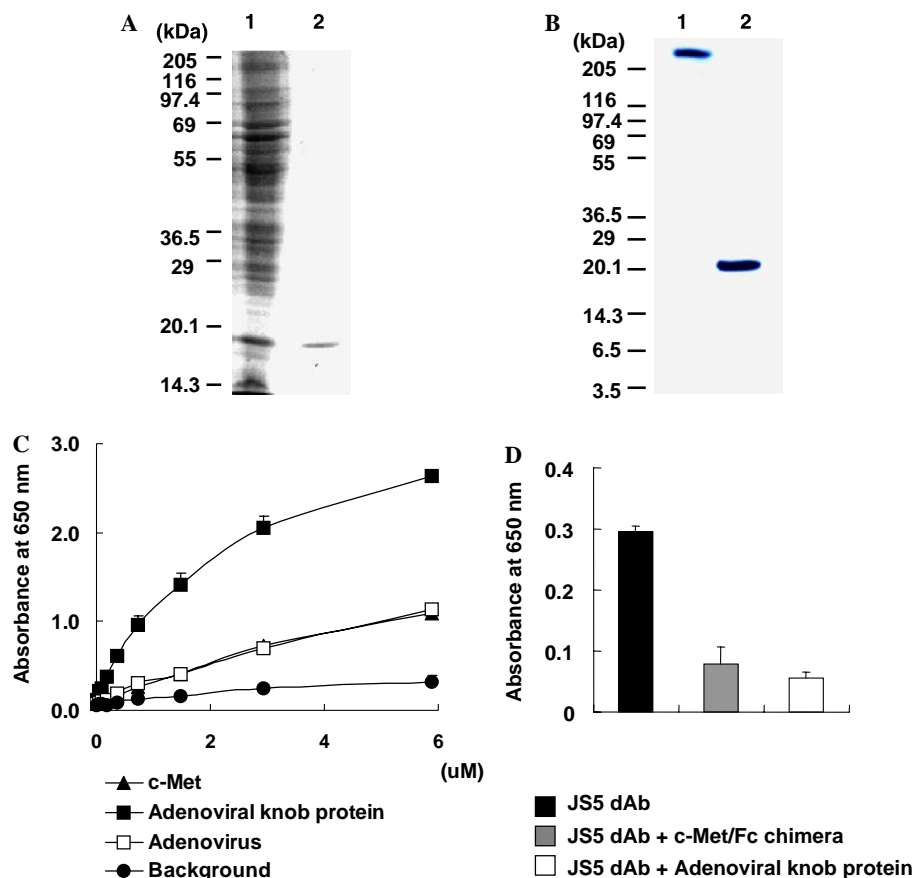 A
1 2
(kDa)
205
116
97.4
69
55
36.5
29
20.1
14.3
B
1 2
(kDa)
205
116
97.4
69
55
36.5
29
20.1
14.3
6.5
3.5
C
Absorbance at 650 nm
3.0
2.0
1.0
0.0
0 2 4 6
(uM)
c-Met
Adenoviral knob protein
Adenovirus
Background
D
Absorbance at 650 nm
0.4
0.3
0.2
0.1
0
JS5 dAb
JS5 dAb + c-Met/Fc chimera
JS5 dAb + Adenoviral knob protein